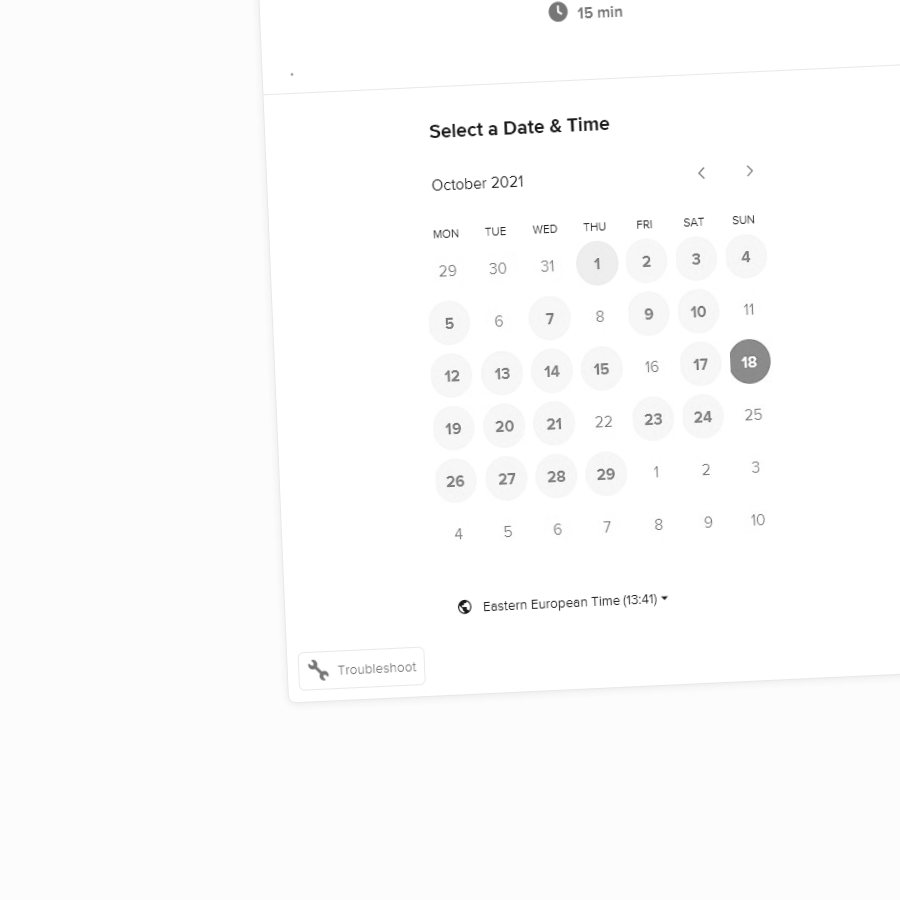 15 min
.
Select a Date & Time
October 2021
MON TUE WED THU FRI SAT SUN
29 30 31 1 2 3 4
5 6 7 8 9 10 11
12 13 14 15 16 17 18
19 20 21 22 23 24 25
26 27 28 29 1 2 3
4 5 6 7 8 9 10
Eastern European Time (13:41)
Troubleshoot